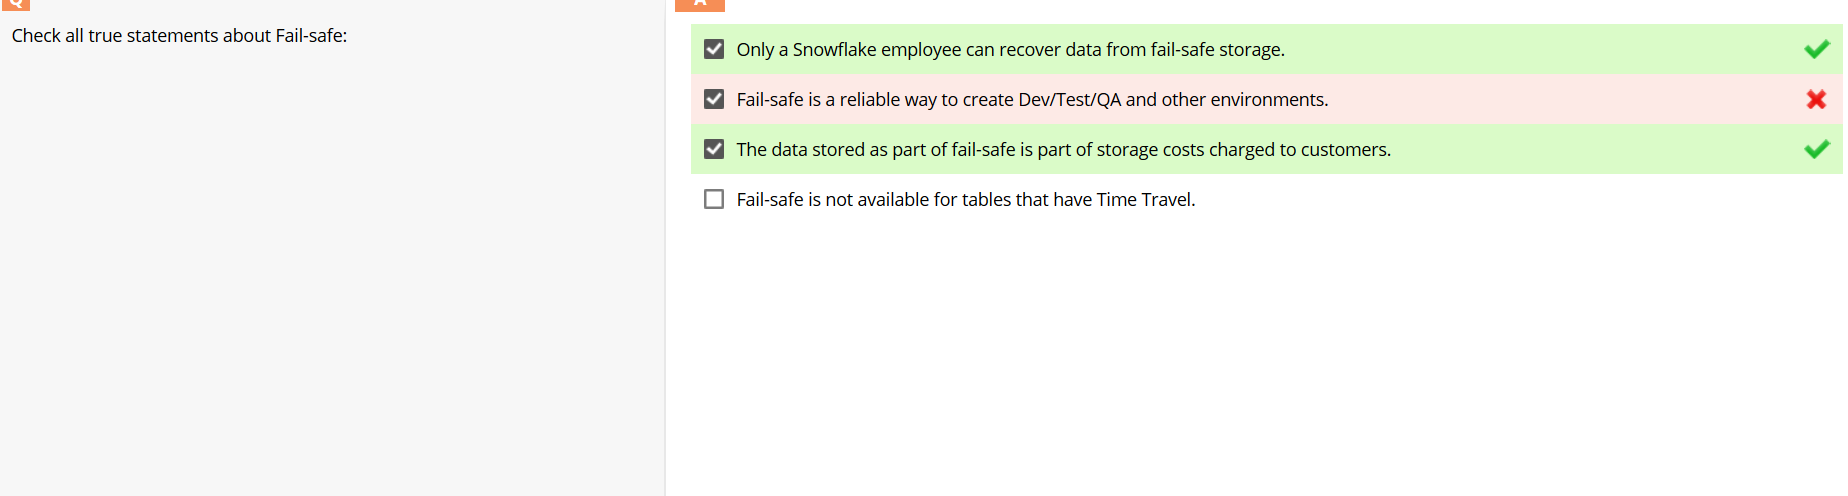 Q
A
Check all true statements about Fail-safe:
Only a Snowflake employee can recover data from fail-safe storage.
Fail-safe is a reliable way to create Dev/Test/QA and other environments.
The data stored as part of fail-safe is part of storage costs charged to customers.
Fail-safe is not available for tables that have Time Travel.